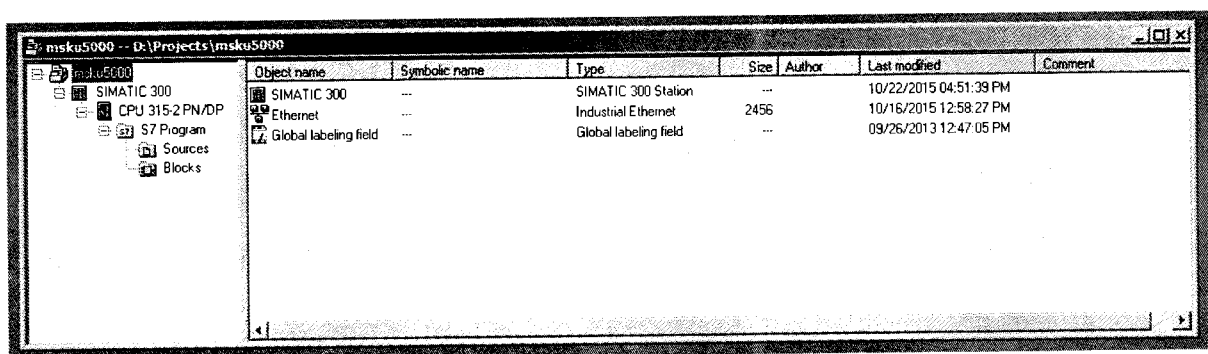 msku5000 -- D:\Projects\msku5000
msku5000
SIMATIC 300
CPU 315-2 PN/DP
S7 Program
Sources
Blocks
Object name Symbolic name Type Size Author Last modified Comment
SIMATIC 300 --- SIMATIC 300 Station --- 10/22/2015 04:51:39 PM
Ethernet --- Industrial Ethernet 2456 10/16/2015 12:58:27 PM
Global labeling field --- Global labeling field --- 09/26/2013 12:47:05 PM